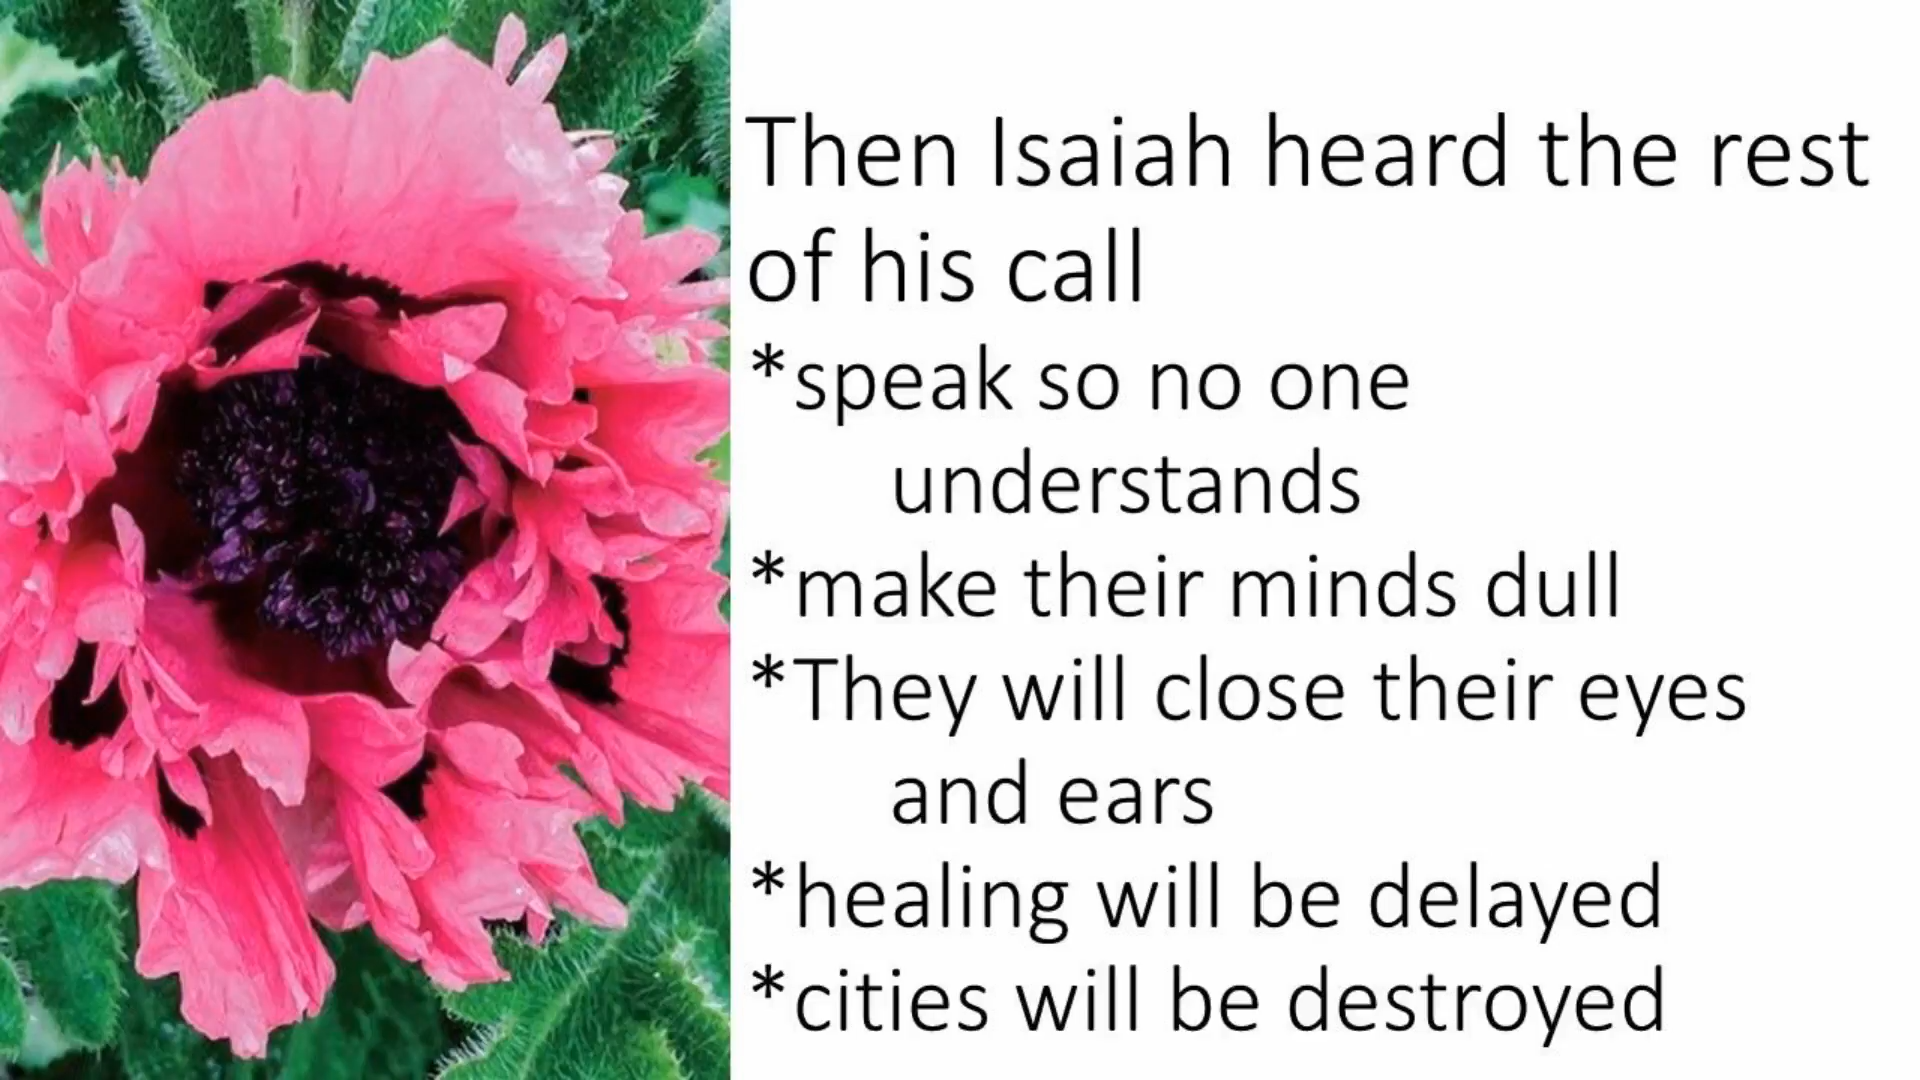 Then Isaiah heard the rest
of his call
*speak so no one
understands
*make their minds dull
*They will close their eyes
and ears
*healing will be delayed
*cities will be destroyed